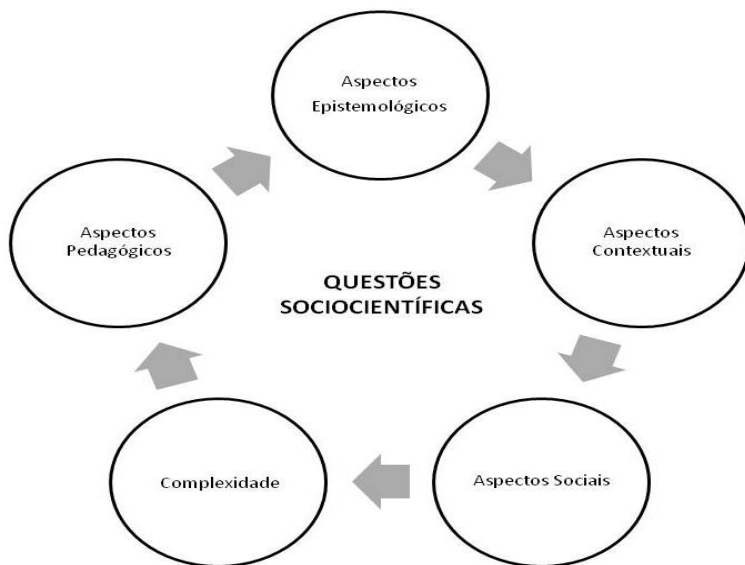 Aspectos
Epistemológicos
Aspectos
Pedagógicos
Aspectos
Contextuais
QUESTÕES
SOCIOCIENTÍFICAS
Complexidade
Aspectos Sociais